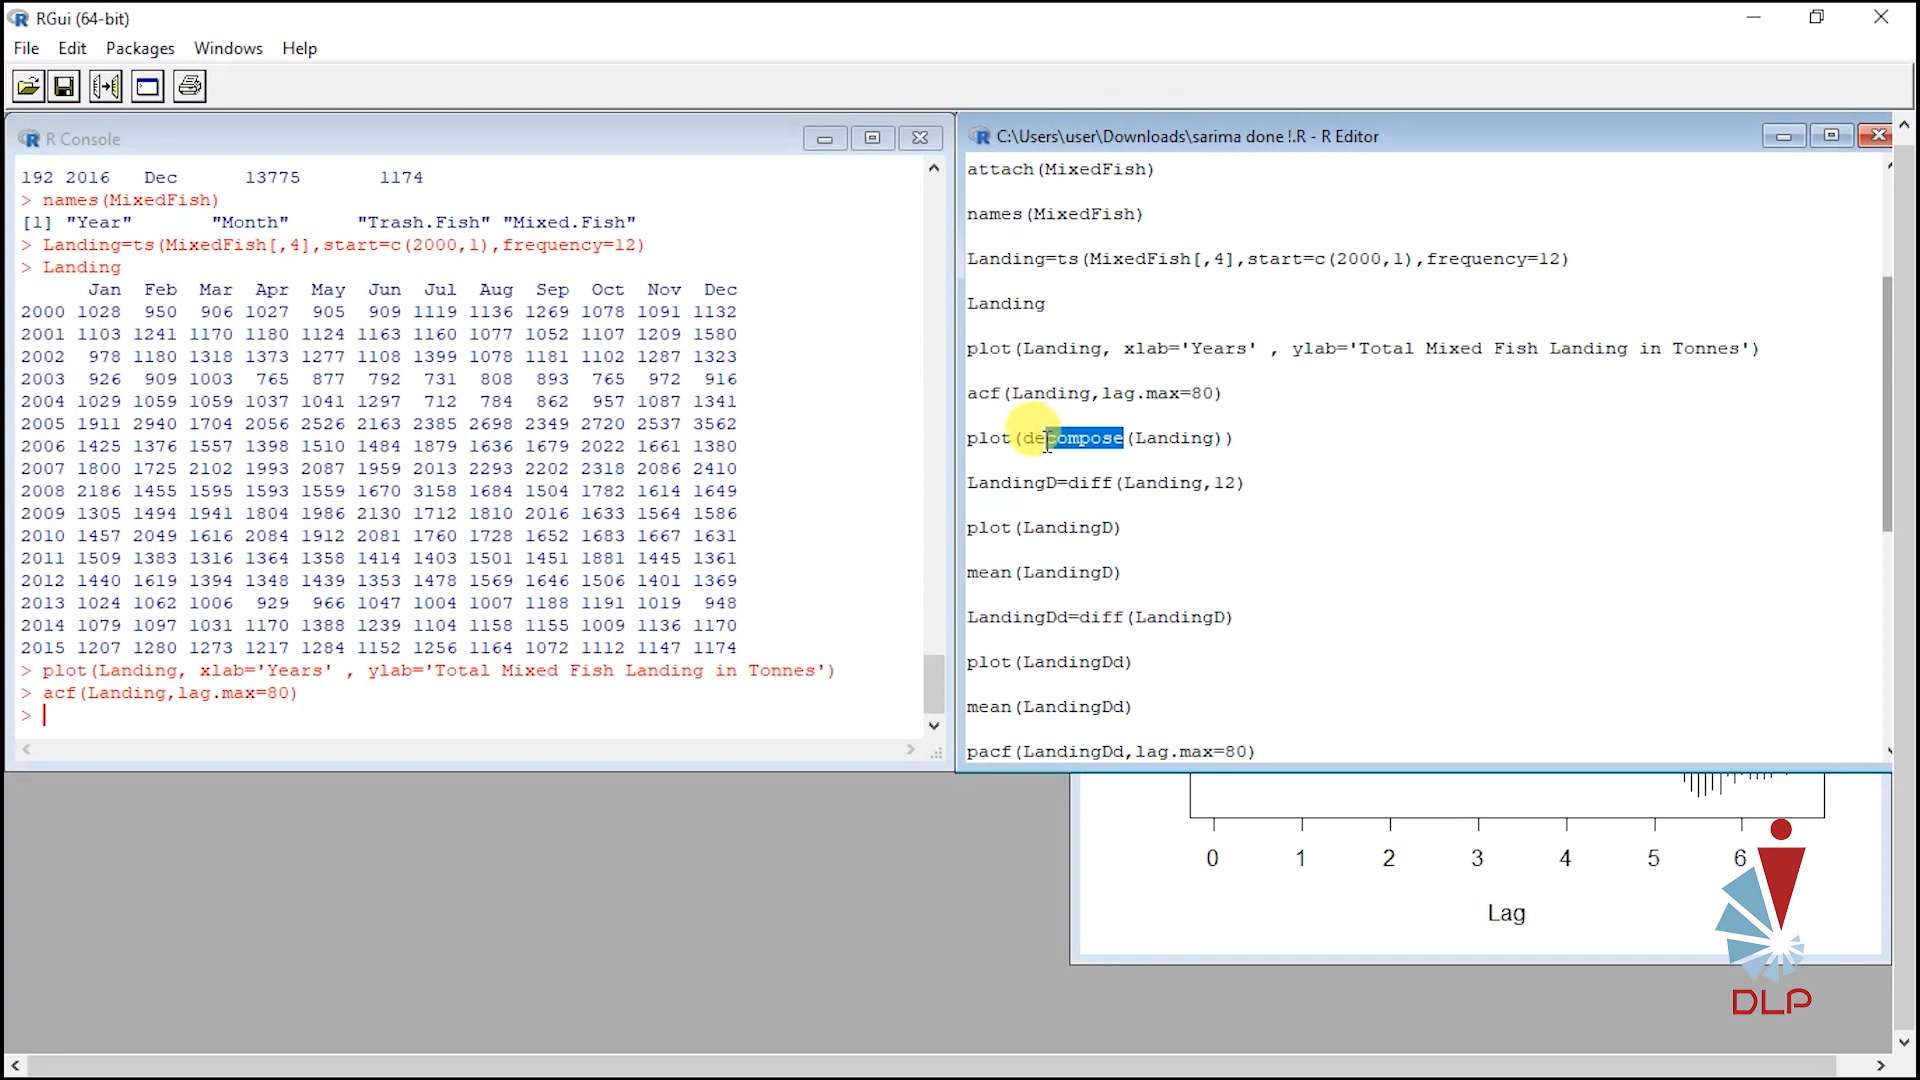 RGui (64-bit)
File Edit Packages Windows Help
R Console
192 2016   Dec      13775       1174
> names(MixedFish)
[1] "Year"       "Month"      "Trash.Fish" "Mixed.Fish"
> Landing=ts(MixedFish[,4],start=c(2000,1),frequency=12)
> Landing
      Jan  Feb  Mar  Apr  May  Jun  Jul  Aug  Sep  Oct  Nov  Dec
2000 1028  950  906 1027  905  909 1119 1136 1269 1078 1091 1132
2001 1103 1241 1170 1180 1124 1163 1160 1077 1052 1107 1209 1580
2002  978 1180 1318 1373 1277 1108 1399 1078 1181 1102 1287 1323
2003  926  909 1003  765  877  792  731  808  893  765  972  916
2004 1029 1059 1059 1037 1041 1297  712  784  862  957 1087 1341
2005 1911 2940 1704 2056 2526 2163 2385 2698 2349 2720 2537 3562
2006 1425 1376 1557 1398 1510 1484 1879 1636 1679 2022 1661 1380
2007 1800 1725 2102 1993 2087 1959 2013 2293 2202 2318 2086 2410
2008 2186 1455 1595 1593 1559 1670 3158 1684 1504 1782 1614 1649
2009 1305 1494 1941 1804 1986 2130 1712 1810 2016 1633 1564 1586
2010 1457 2049 1616 2084 1912 2081 1760 1728 1652 1683 1667 1631
2011 1509 1383 1316 1364 1358 1414 1403 1501 1451 1881 1445 1361
2012 1440 1619 1394 1348 1439 1353 1478 1569 1646 1506 1401 1369
2013 1024 1062 1006  929  966 1047 1004 1007 1188 1191 1019  948
2014 1079 1097 1031 1170 1388 1239 1104 1158 1155 1009 1136 1170
2015 1207 1280 1273 1217 1284 1152 1256 1164 1072 1112 1147 1174
> plot(Landing, xlab='Years' , ylab='Total Mixed Fish Landing in Tonnes')
> acf(Landing,lag.max=80)
>
C:\Users\user\Downloads\sarima done !.R - R Editor
attach(MixedFish)
names(MixedFish)
Landing=ts(MixedFish[,4],start=c(2000,1),frequency=12)
Landing
plot(Landing, xlab='Years' , ylab='Total Mixed Fish Landing in Tonnes')
acf(Landing,lag.max=80)
plot(decompose(Landing))
LandingD=diff(Landing,12)
plot(LandingD)
mean(LandingD)
LandingDd=diff(LandingD)
plot(LandingDd)
mean(LandingDd)
pacf(LandingDd,lag.max=80)
0 1 2 3 4 5 6
Lag
DLP